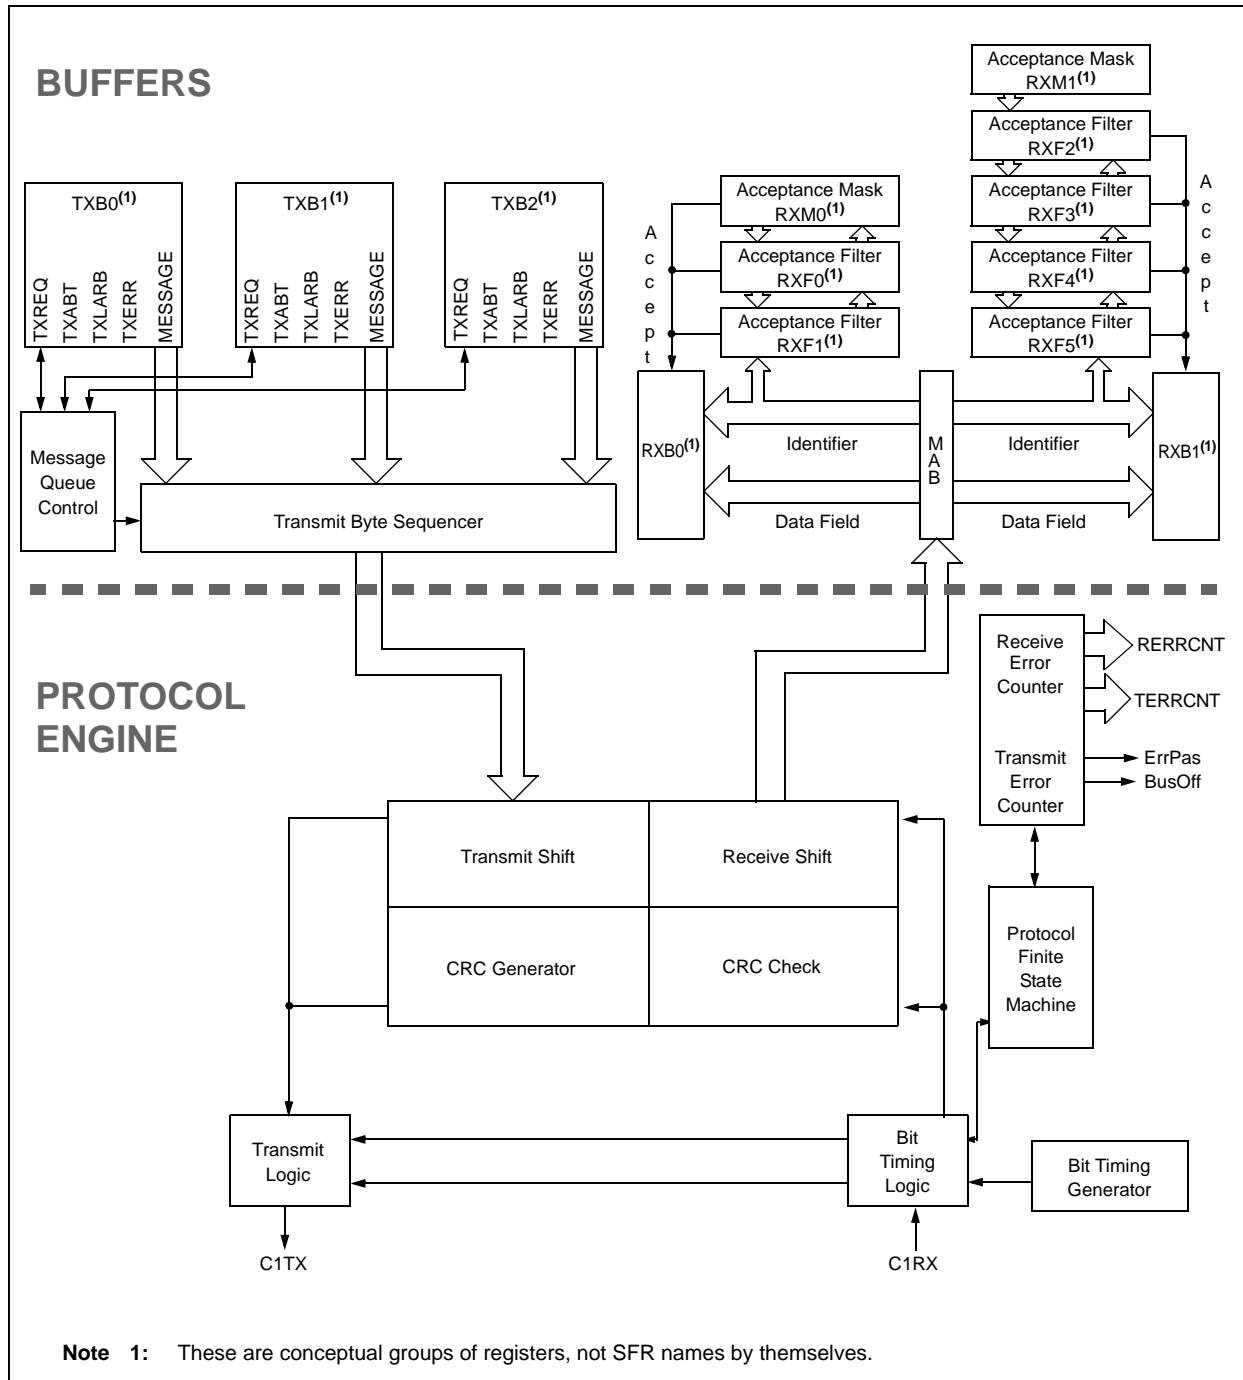 BUFFERS
Acceptance Mask
RXM1(1)
Acceptance Filter
RXF2(1)
Acceptance Filter
RXF3(1)
Acceptance Filter
RXF4(1)
Acceptance Filter
RXF5(1)
Accept
Acceptance Mask
RXM0(1)
Acceptance Filter
RXF0(1)
Acceptance Filter
RXF1(1)
Accept
TXB0(1)
TXREQ
TXABT
TXLARB
TXERR
MESSAGE
TXB1(1)
TXREQ
TXABT
TXLARB
TXERR
MESSAGE
TXB2(1)
TXREQ
TXABT
TXLARB
TXERR
MESSAGE
Message
Queue
Control
Transmit Byte Sequencer
RXB0(1)
Identifier
MAB
Identifier
RXB1(1)
Data Field
Data Field
PROTOCOL
ENGINE
Receive
Error
Counter
RERRCNT
TERRCNT
Transmit
Error
Counter
ErrPas
BusOff
Transmit Shift
Receive Shift
CRC Generator
CRC Check
Protocol
Finite
State
Machine
Transmit
Logic
Bit
Timing
Logic
Bit Timing
Generator
C1TX
C1RX
Note 1: These are conceptual groups of registers, not SFR names by themselves.